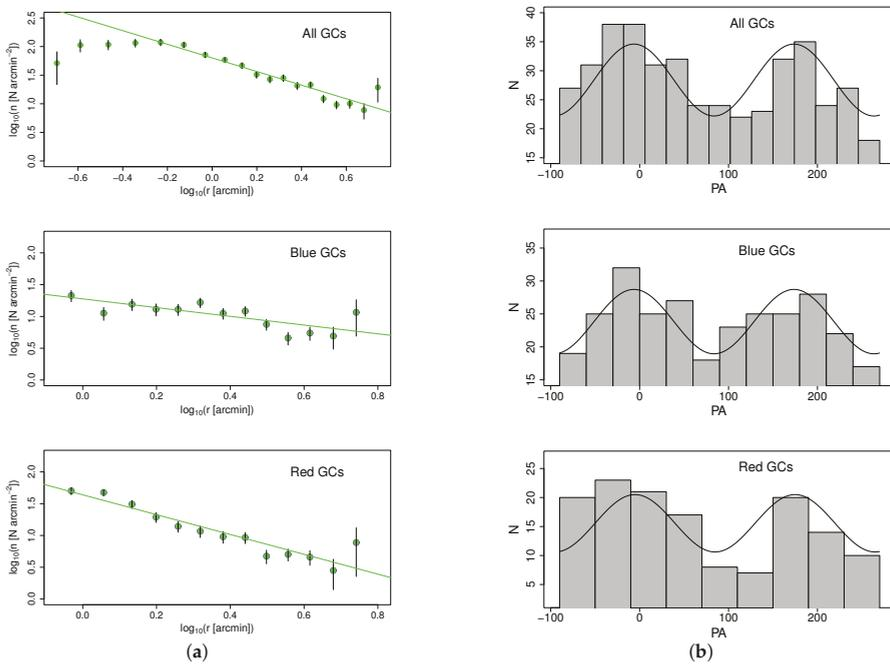 All GCs
log₁₀(n [N arcmin⁻²])
0.0 0.5 1.0 1.5 2.0 2.5
−0.6 −0.4 −0.2 0.0 0.2 0.4 0.6
log₁₀(r [arcmin])
Blue GCs
log₁₀(n [N arcmin⁻²])
0.0 0.5 1.0 1.5 2.0
0.0 0.2 0.4 0.6 0.8
log₁₀(r [arcmin])
Red GCs
log₁₀(n [N arcmin⁻²])
0.0 0.5 1.0 1.5 2.0
0.0 0.2 0.4 0.6 0.8
log₁₀(r [arcmin])
(a)
All GCs
N
15 20 25 30 35 40
−100 0 100 200
PA
Blue GCs
N
15 20 25 30 35
−100 0 100 200
PA
Red GCs
N
5 10 15 20 25
−100 0 100 200
PA
(b)